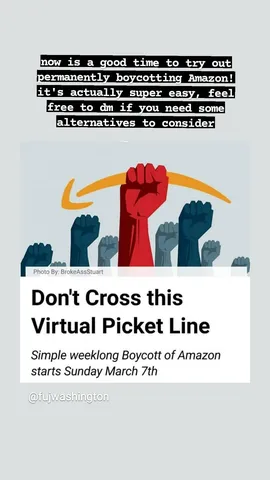 now is a good time to try out
permanently boycotting Amazon!
it's actually super easy, feel
free to dm if you need some
alternatives to consider
Photo By: BrokeAssStuart
Don't Cross this
Virtual Picket Line
Simple weeklong Boycott of Amazon
starts Sunday March 7th
@fujwashington